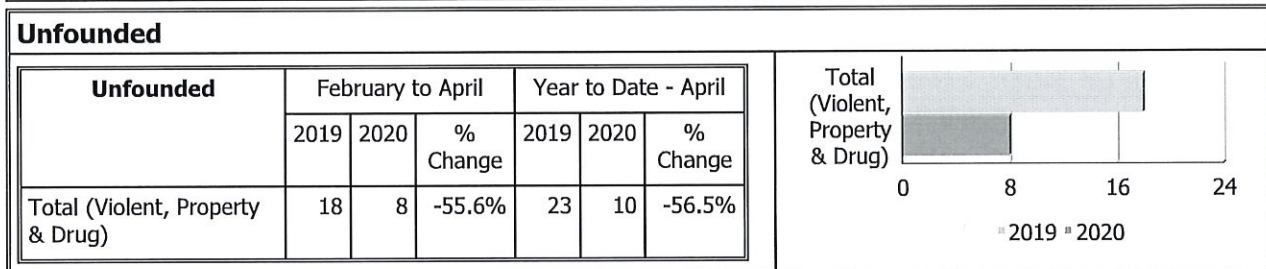 Unfounded
Unfounded February to April Year to Date - April
2019 2020 % Change 2019 2020 % Change
Total (Violent, Property & Drug) 18 8 -55.6% 23 10 -56.5%
Total
(Violent,
Property
& Drug)
0 8 16 24
2019 2020